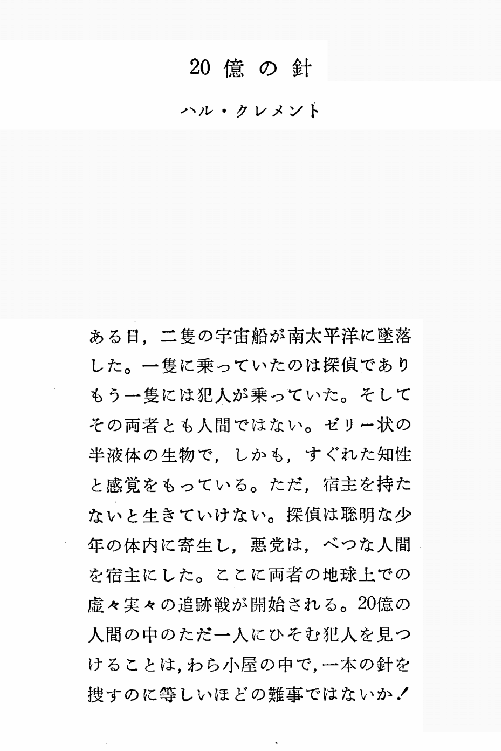 20 億 の 針
ハル・クレメント
ある日，二隻の宇宙船が南太平洋に墜落
した。一隻に乗っていたのは探偵であり
もう一隻には犯人が乗っていた。そして
その両者とも人間ではない。ゼリー状の
半液体の生物で，しかも，すぐれた知性
と感覚をもっている。ただ，宿主を持た
ないと生きていけない。探偵は聡明な少
年の体内に寄生し，悪党は，べつな人間
を宿主にした。ここに両者の地球上での
虚々実々の追跡戦が開始される。20億の
人間の中のただ一人にひそむ犯人を見つ
けることは，わら小屋の中で，一本の針を
捜すのに等しいほどの難事ではないか！